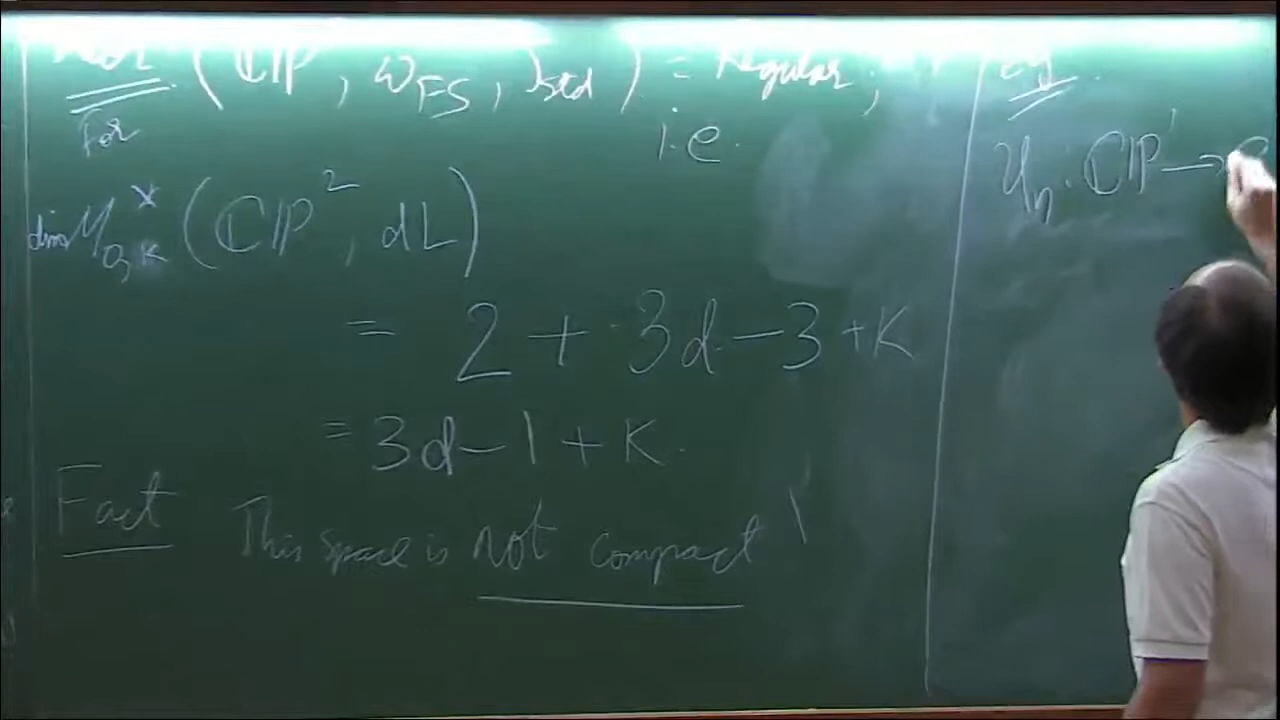 (ℂℙ , ω_FS , J_std) = regular ;
For
i.e.
dim M*_{0,K} (ℂℙ², dL)
= 2 + 3d - 3 + K
= 3d - 1 + K.
Fact This space is not compact !
Eg.
U_n : ℂℙ¹ →